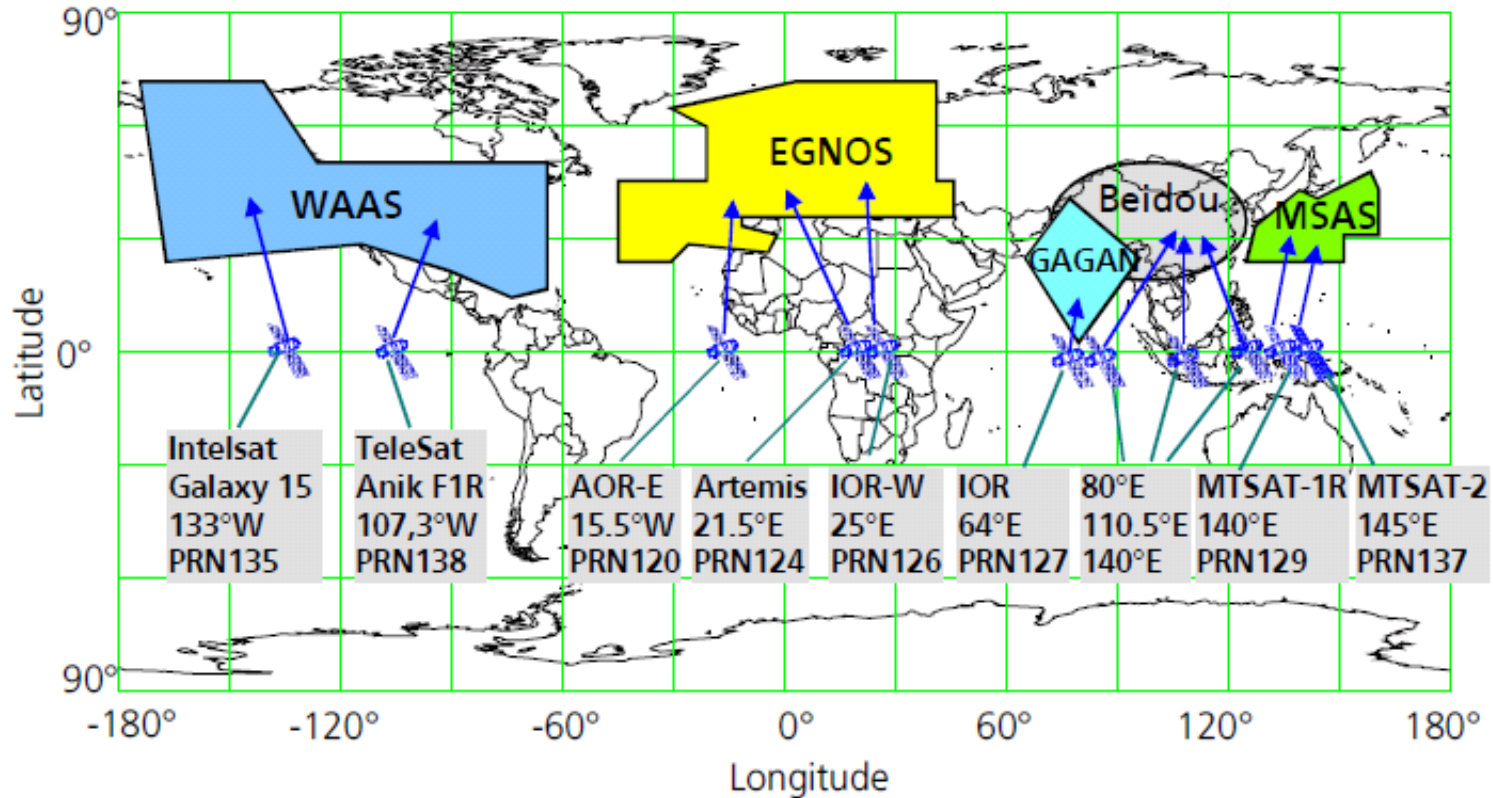 90°
WAAS
EGNOS
Beidou
MSAS
GAGAN
Latitude
0°
Intelsat
Galaxy 15
133°W
PRN135
TeleSat
Anik F1R
107,3°W
PRN138
AOR-E
15.5°W
PRN120
Artemis
21.5°E
PRN124
IOR-W
25°E
PRN126
IOR
64°E
PRN127
80°E
110.5°E
140°E
MTSAT-1R
140°E
PRN129
MTSAT-2
145°E
PRN137
90°
-180°
-120°
-60°
0°
60°
120°
180°
Longitude